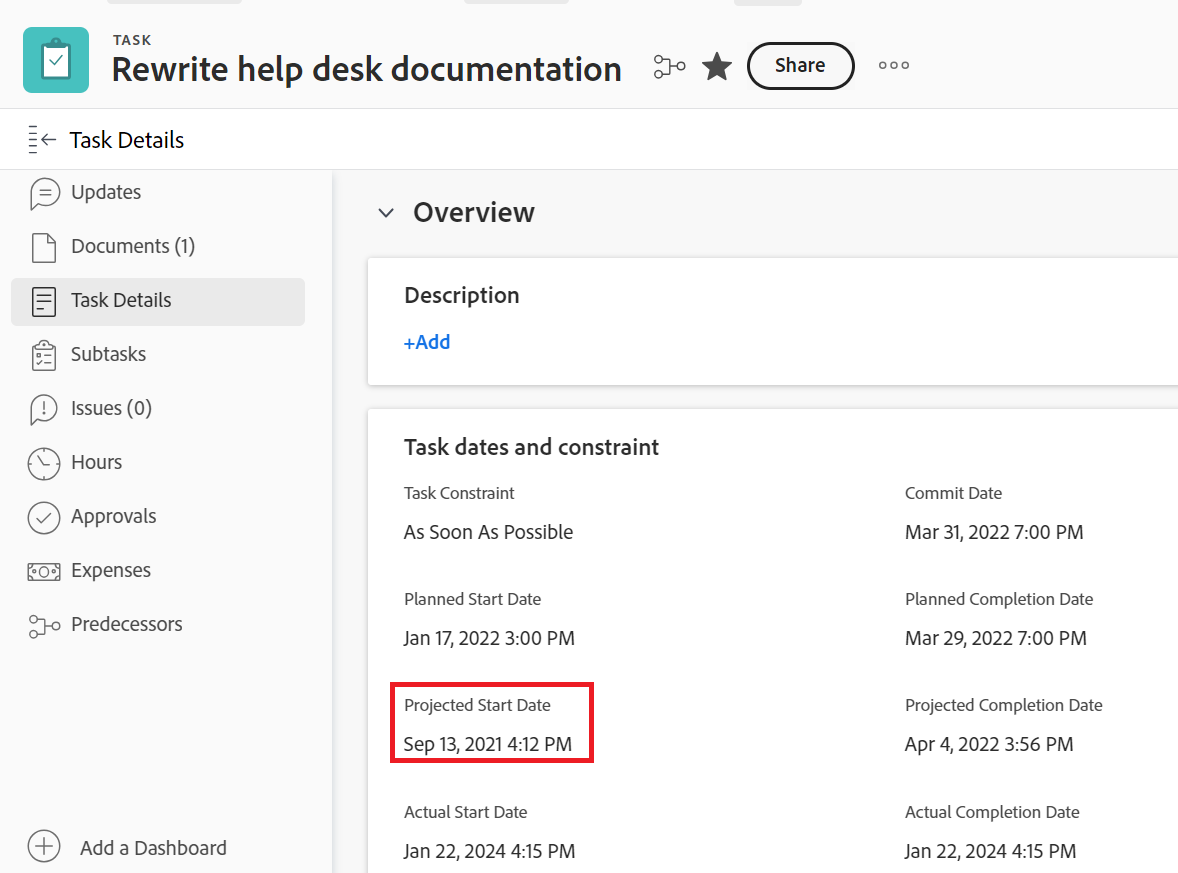 TASK
Rewrite help desk documentation
Share
Task Details
Updates
Documents (1)
Task Details
Subtasks
Issues (0)
Hours
Approvals
Expenses
Predecessors
Add a Dashboard
Overview
Description
+Add
Task dates and constraint
Task Constraint
As Soon As Possible
Commit Date
Mar 31, 2022 7:00 PM
Planned Start Date
Jan 17, 2022 3:00 PM
Planned Completion Date
Mar 29, 2022 7:00 PM
Projected Start Date
Sep 13, 2021 4:12 PM
Projected Completion Date
Apr 4, 2022 3:56 PM
Actual Start Date
Jan 22, 2024 4:15 PM
Actual Completion Date
Jan 22, 2024 4:15 PM